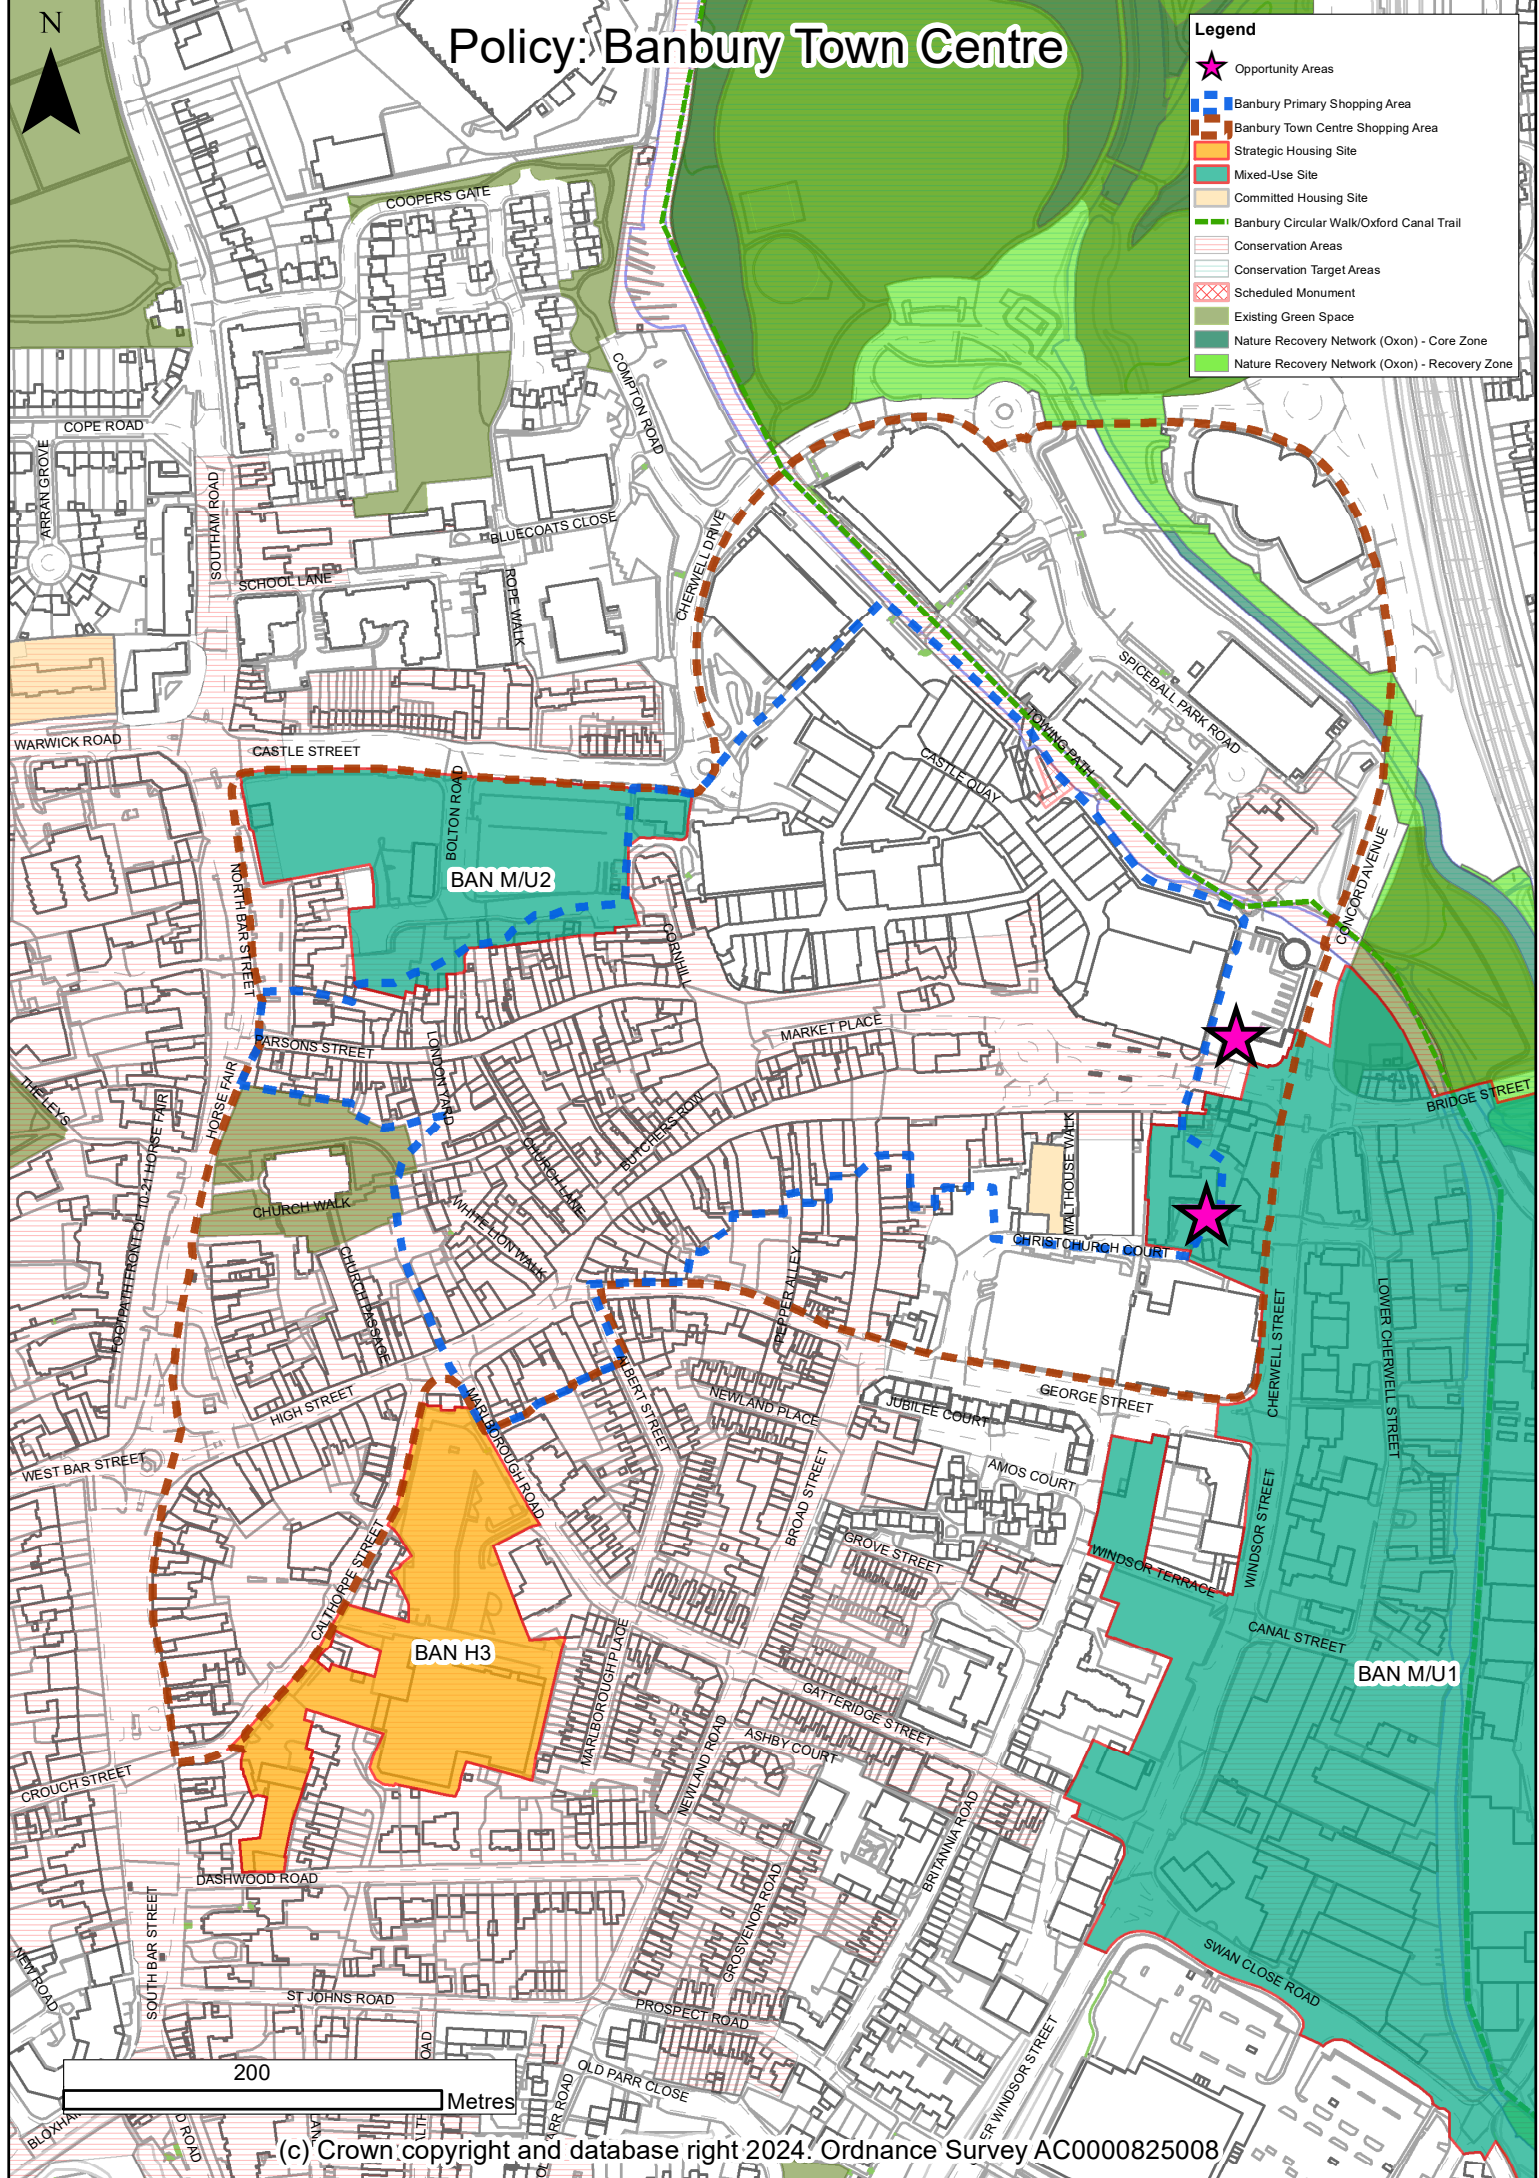 N
Policy: Banbury Town Centre
Legend
Opportunity Areas
Banbury Primary Shopping Area
Banbury Town Centre Shopping Area
Strategic Housing Site
Mixed-Use Site
Committed Housing Site
Banbury Circular Walk/Oxford Canal Trail
Conservation Areas
Conservation Target Areas
Scheduled Monument
Existing Green Space
Nature Recovery Network (Oxon) - Core Zone
Nature Recovery Network (Oxon) - Recovery Zone
COOPERS GATE
COMPTON ROAD
COPE ROAD
ARRAN GROVE
SOUTHAM ROAD
BLUECOATS CLOSE
CHERWELL DRIVE
SCHOOL LANE
ROPE WALK
SPICEBALL PARK ROAD
WARWICK ROAD
CASTLE STREET
TOWING PATH
CASTLE QUAY
BOLTON ROAD
BAN M/U2
NORTH BAR STREET
CORNHILL
CONCORD AVENUE
PARSONS STREET
MARKET PLACE
LONDON YARD
THE LEYS
HORSE FAIR
BRIDGE STREET
FOOTPATH FRONT OF 10-21 HORSE FAIR
BUTCHERS ROW
CHURCH LANE
MALTHOUSE WALK
CHURCH WALK
WHITE LION WALK
CHRISTCHURCH COURT
CHURCH PASSAGE
PEPPER ALLEY
LOWER CHERWELL STREET
CHERWELL STREET
ALBERT STREET
HIGH STREET
MARLBOROUGH ROAD
NEWLAND PLACE
JUBILEE COURT
GEORGE STREET
WEST BAR STREET
AMOS COURT
BROAD STREET
WINDSOR STREET
CALTHORPE STREET
GROVE STREET
WINDSOR TERRACE
CANAL STREET
BAN H3
BAN M/U1
MARLBOROUGH PLACE
GATTERIDGE STREET
ASHBY COURT
NEWLAND ROAD
CROUCH STREET
BRITANNIA ROAD
DASHWOOD ROAD
GROSVENOR ROAD
SOUTH BAR STREET
NEW ROAD
SWAN CLOSE ROAD
ST JOHNS ROAD
PROSPECT ROAD
OLD PARR CLOSE
ER WINDSOR STREET
200
Metres
(c) Crown copyright and database right 2024. Ordnance Survey AC0000825008